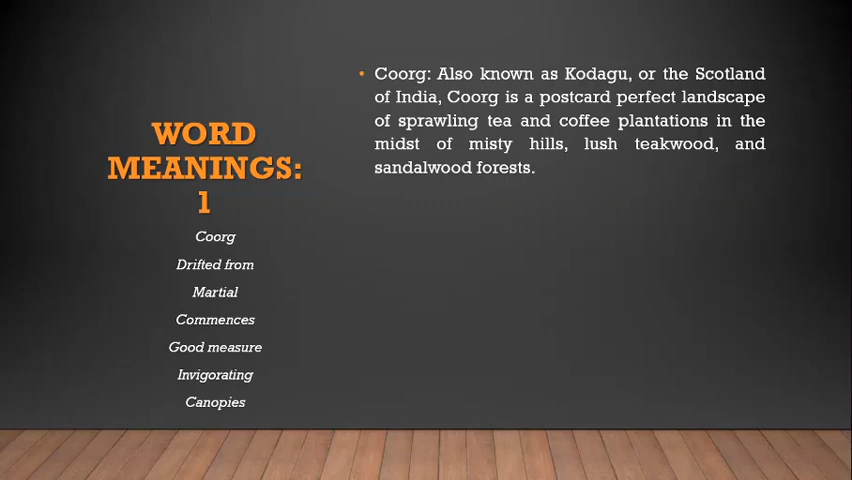 WORD
MEANINGS:
1
Coorg
Drifted from
Martial
Commences
Good measure
Invigorating
Canopies
• Coorg: Also known as Kodagu, or the Scotland
of India, Coorg is a postcard perfect landscape
of sprawling tea and coffee plantations in the
midst of misty hills, lush teakwood, and
sandalwood forests.